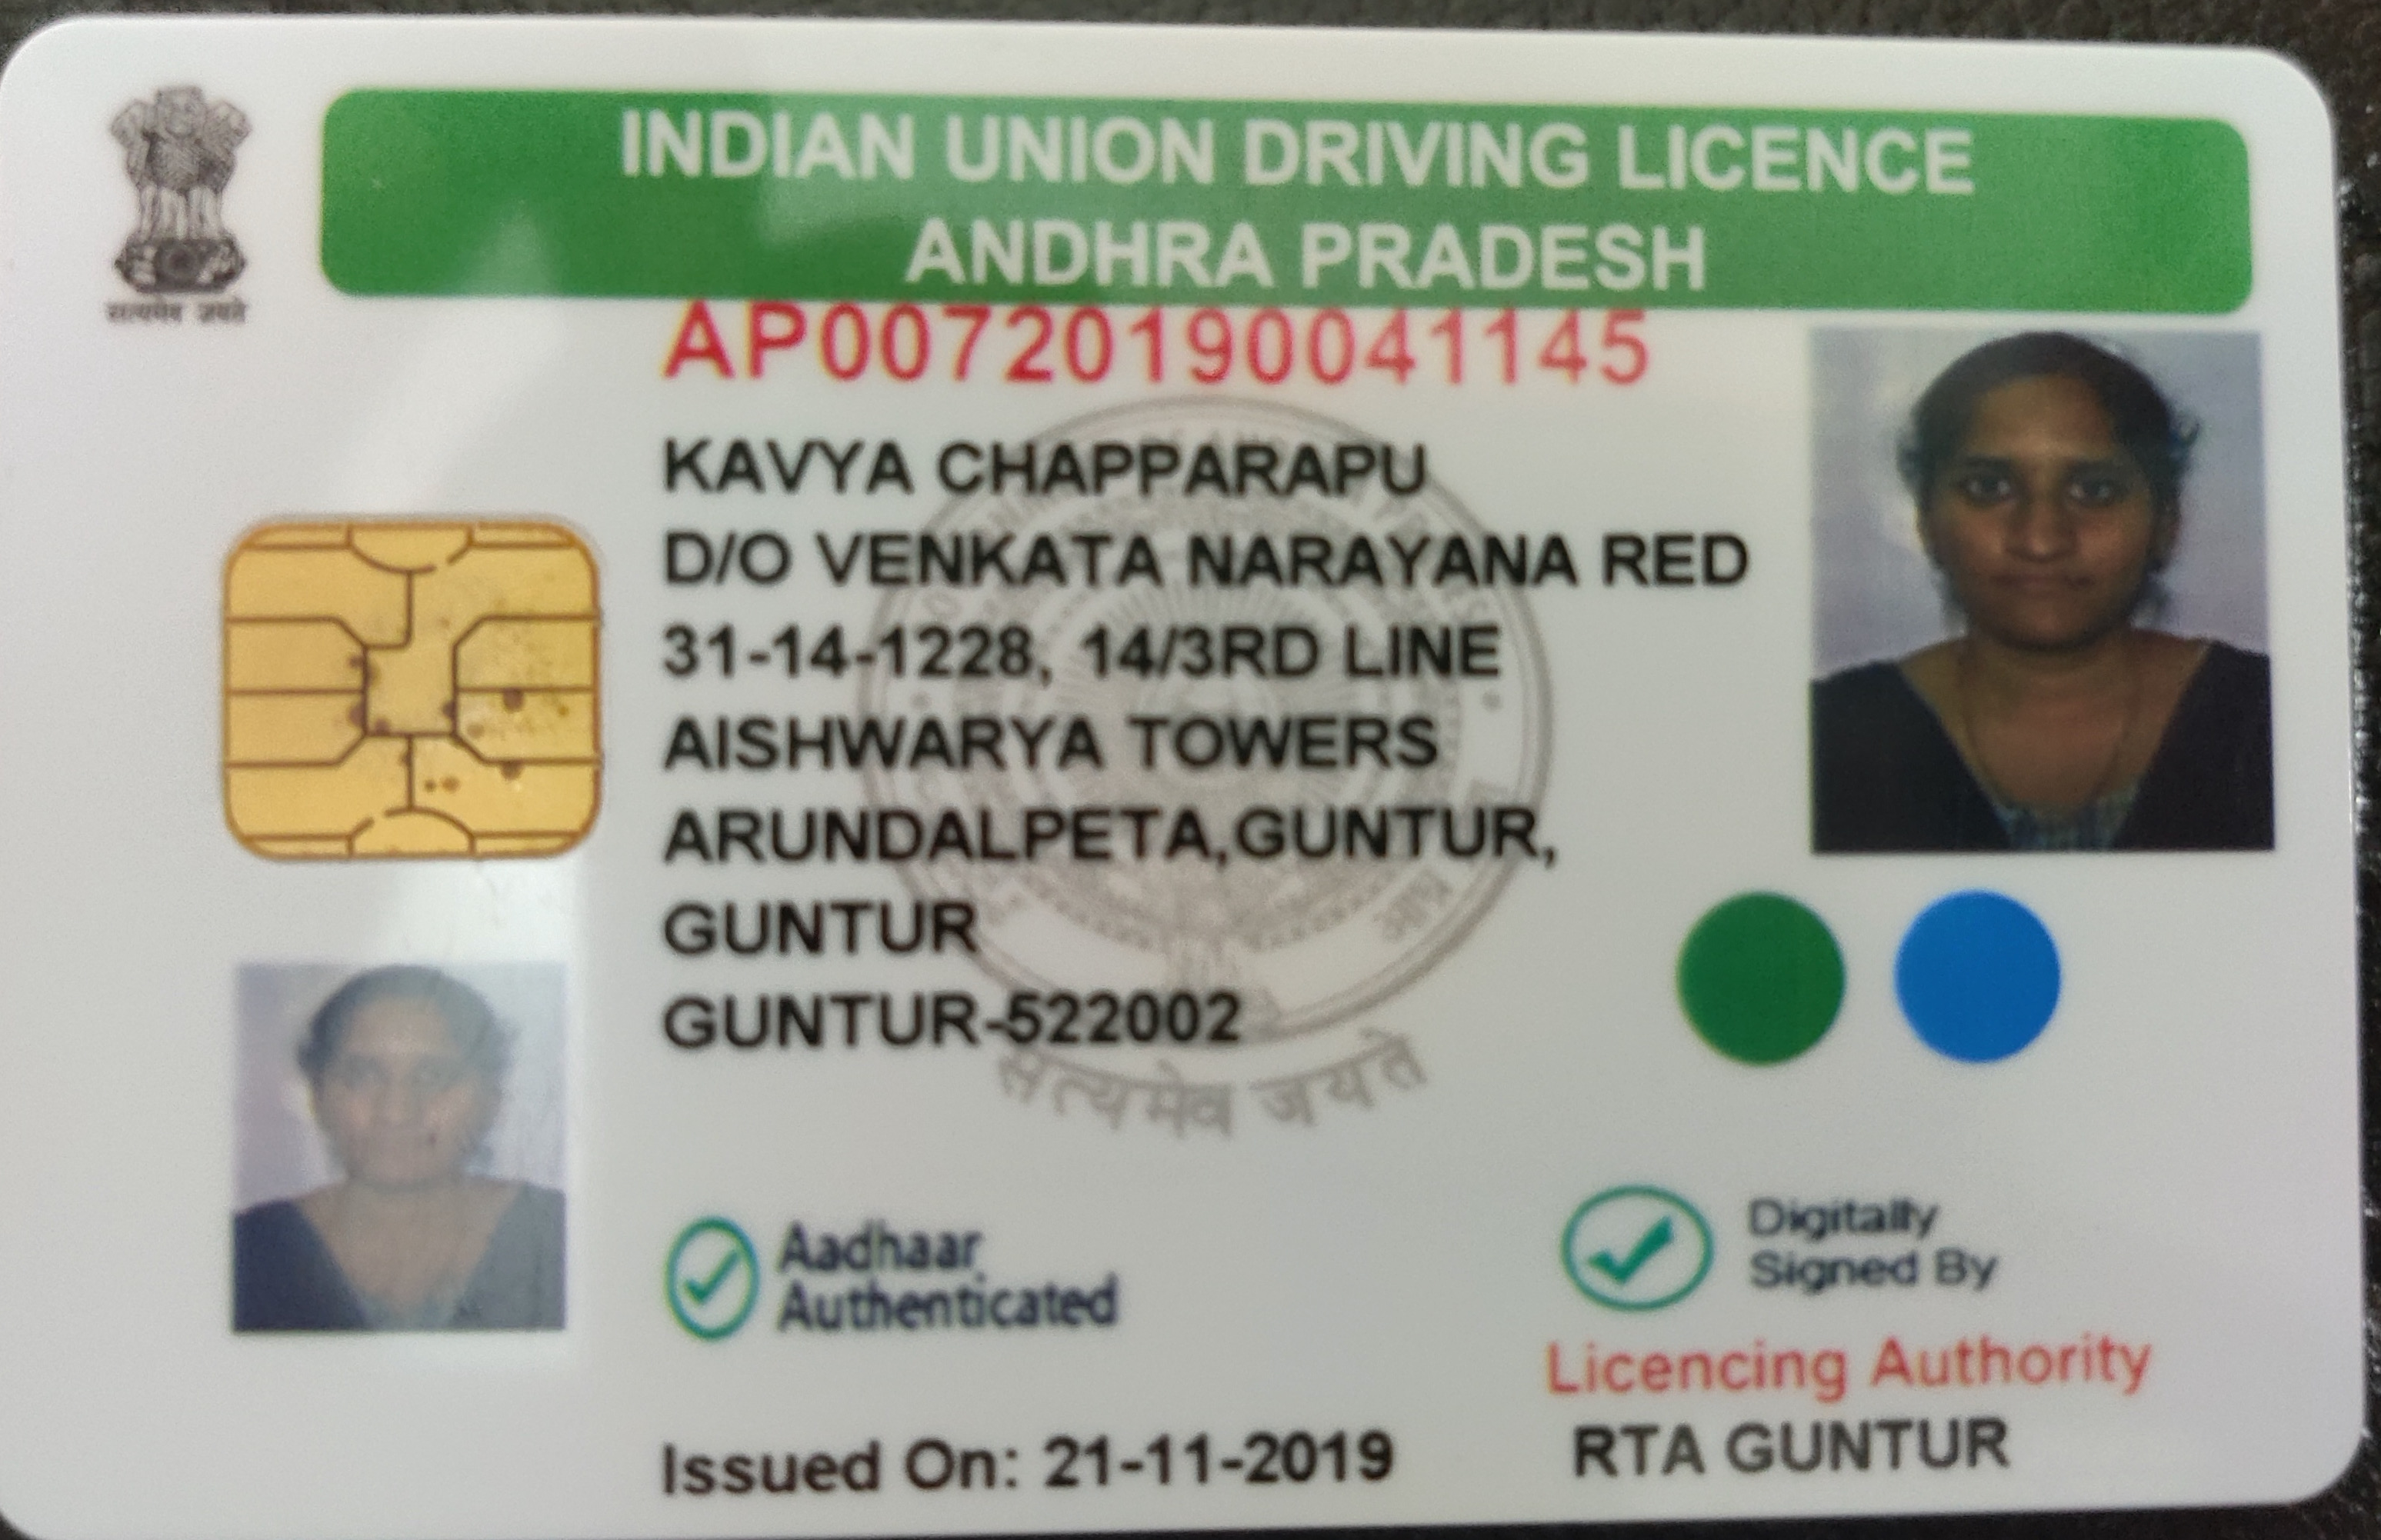 INDIAN UNION DRIVING LICENCE
ANDHRA PRADESH
सत्यमेव जयते
AP00720190041145
KAVYA CHAPPARAPU
D/O VENKATA NARAYANA RED
31-14-1228, 14/3RD LINE
AISHWARYA TOWERS
ARUNDALPETA,GUNTUR,
GUNTUR
GUNTUR-522002
सत्यमेव जयते
Aadhaar
Authenticated
Digitally
Signed By
Licencing Authority
RTA GUNTUR
Issued On: 21-11-2019